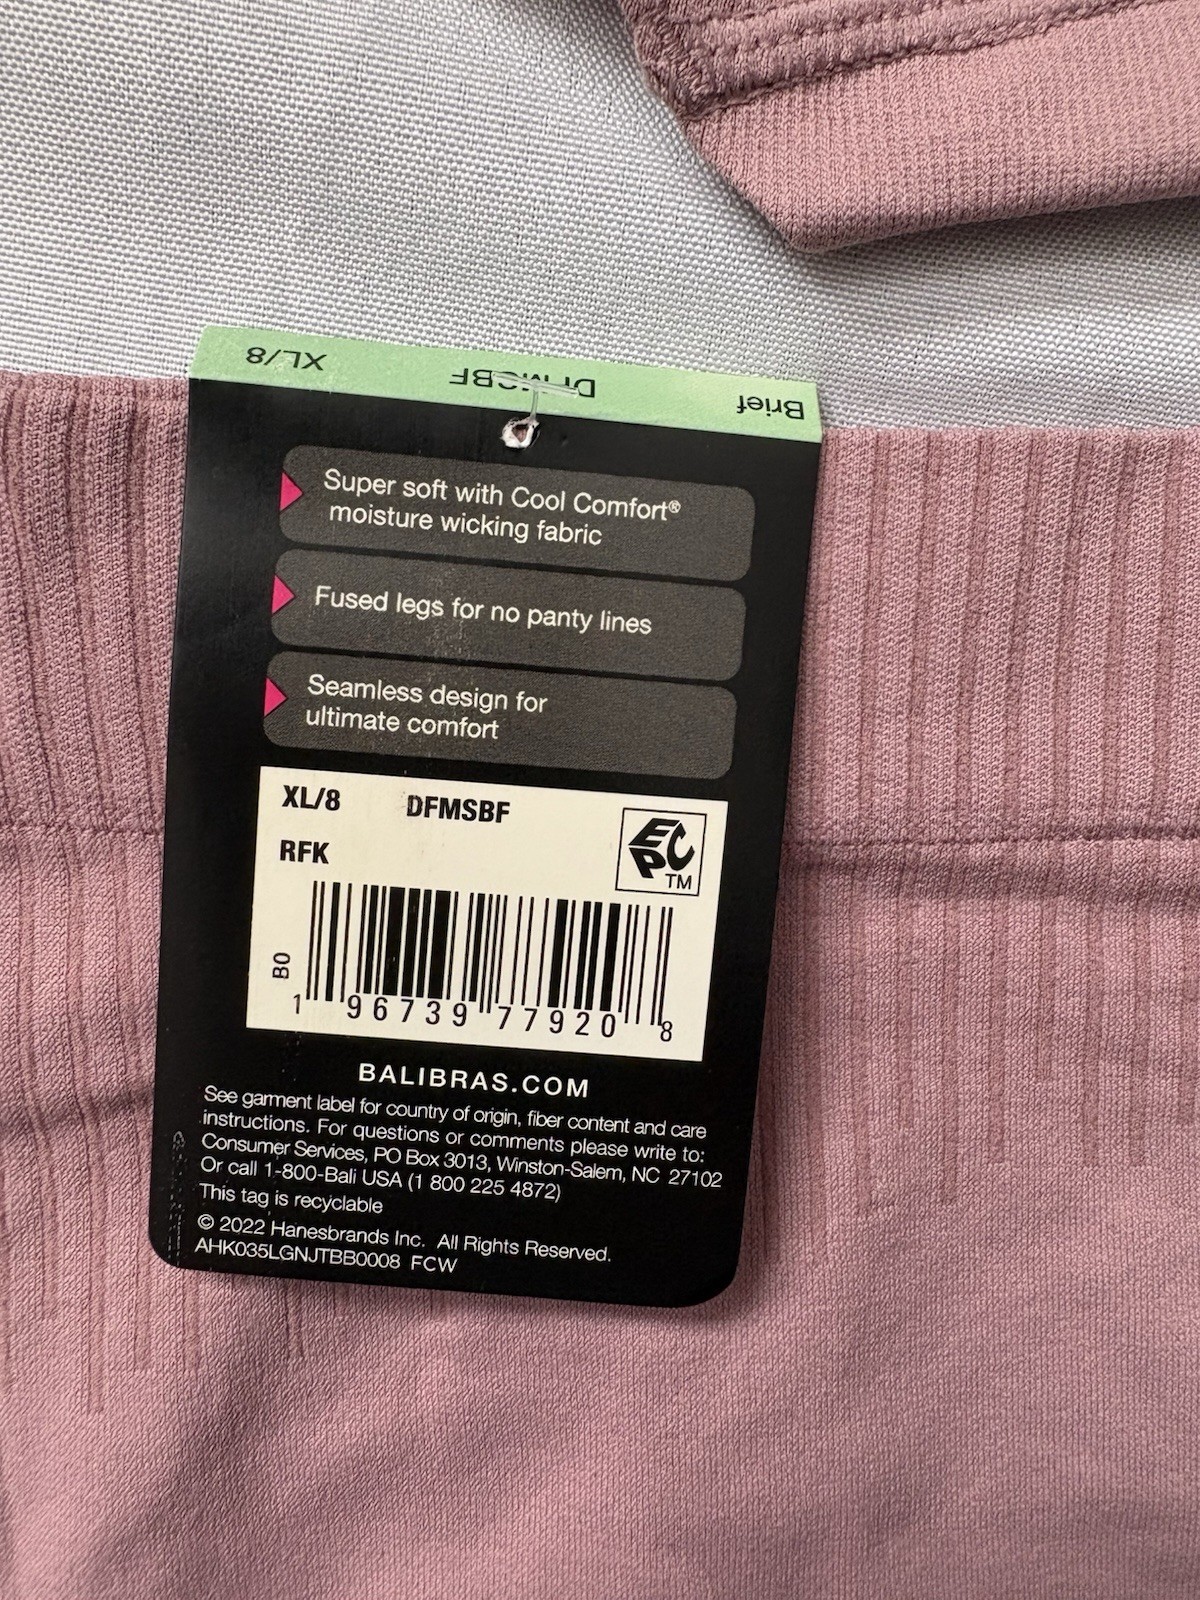 XL/8 DFMSBF Brief
Super soft with Cool Comfort®
moisture wicking fabric
Fused legs for no panty lines
Seamless design for
ultimate comfort
XL/8 DFMSBF
RFK
EPC TM
B0
1 96739 77920 8
BALIBRAS.COM
See garment label for country of origin, fiber content and care
instructions. For questions or comments please write to:
Consumer Services, PO Box 3013, Winston-Salem, NC 27102
Or call 1-800-Bali USA (1 800 225 4872)
This tag is recyclable
© 2022 Hanesbrands Inc. All Rights Reserved.
AHK035LGNJTBB0008 FCW